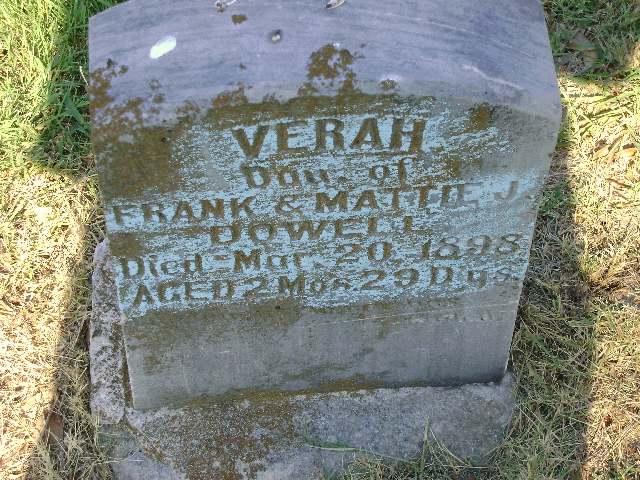 VERAH
Dau. of
FRANK & MATTIE J.
DOWELL
Died Mar. 20, 1898
AGED 2 Mos. 29 Dys.